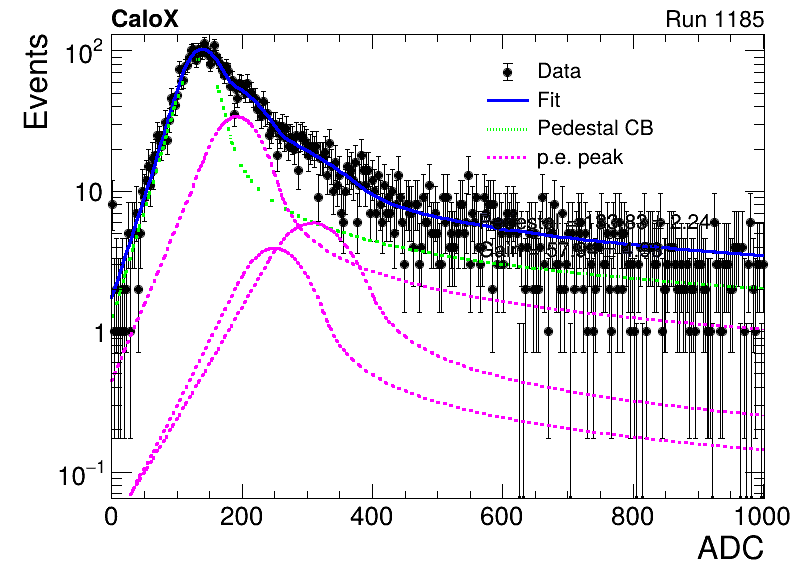 CaloX Run 1185
Events
10²
10
1
10⁻¹
Data
Fit
Pedestal CB
p.e. peak
0 200 400 600 800 1000
ADC